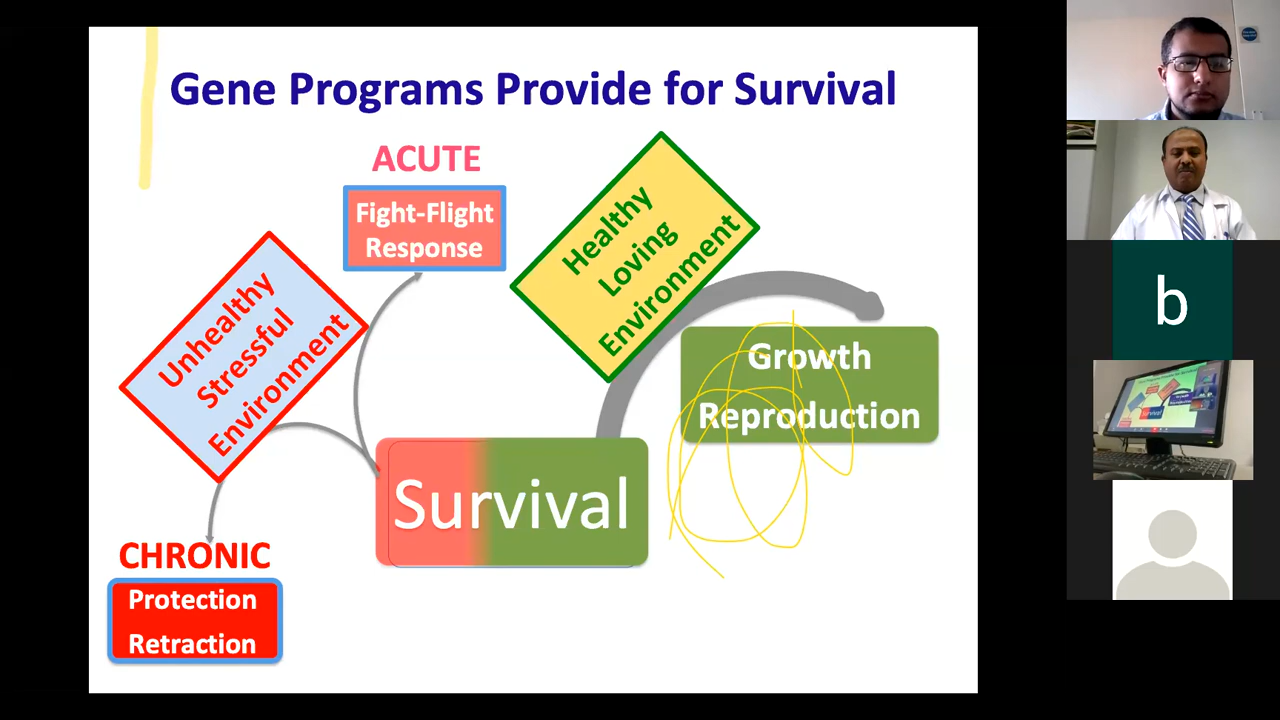 Gene Programs Provide for Survival
ACUTE
Fight-Flight
Response
Healthy
Loving
Environment
Unhealthy
Stressful
Environment
Growth
Reproduction
Survival
CHRONIC
Protection
Retraction
b